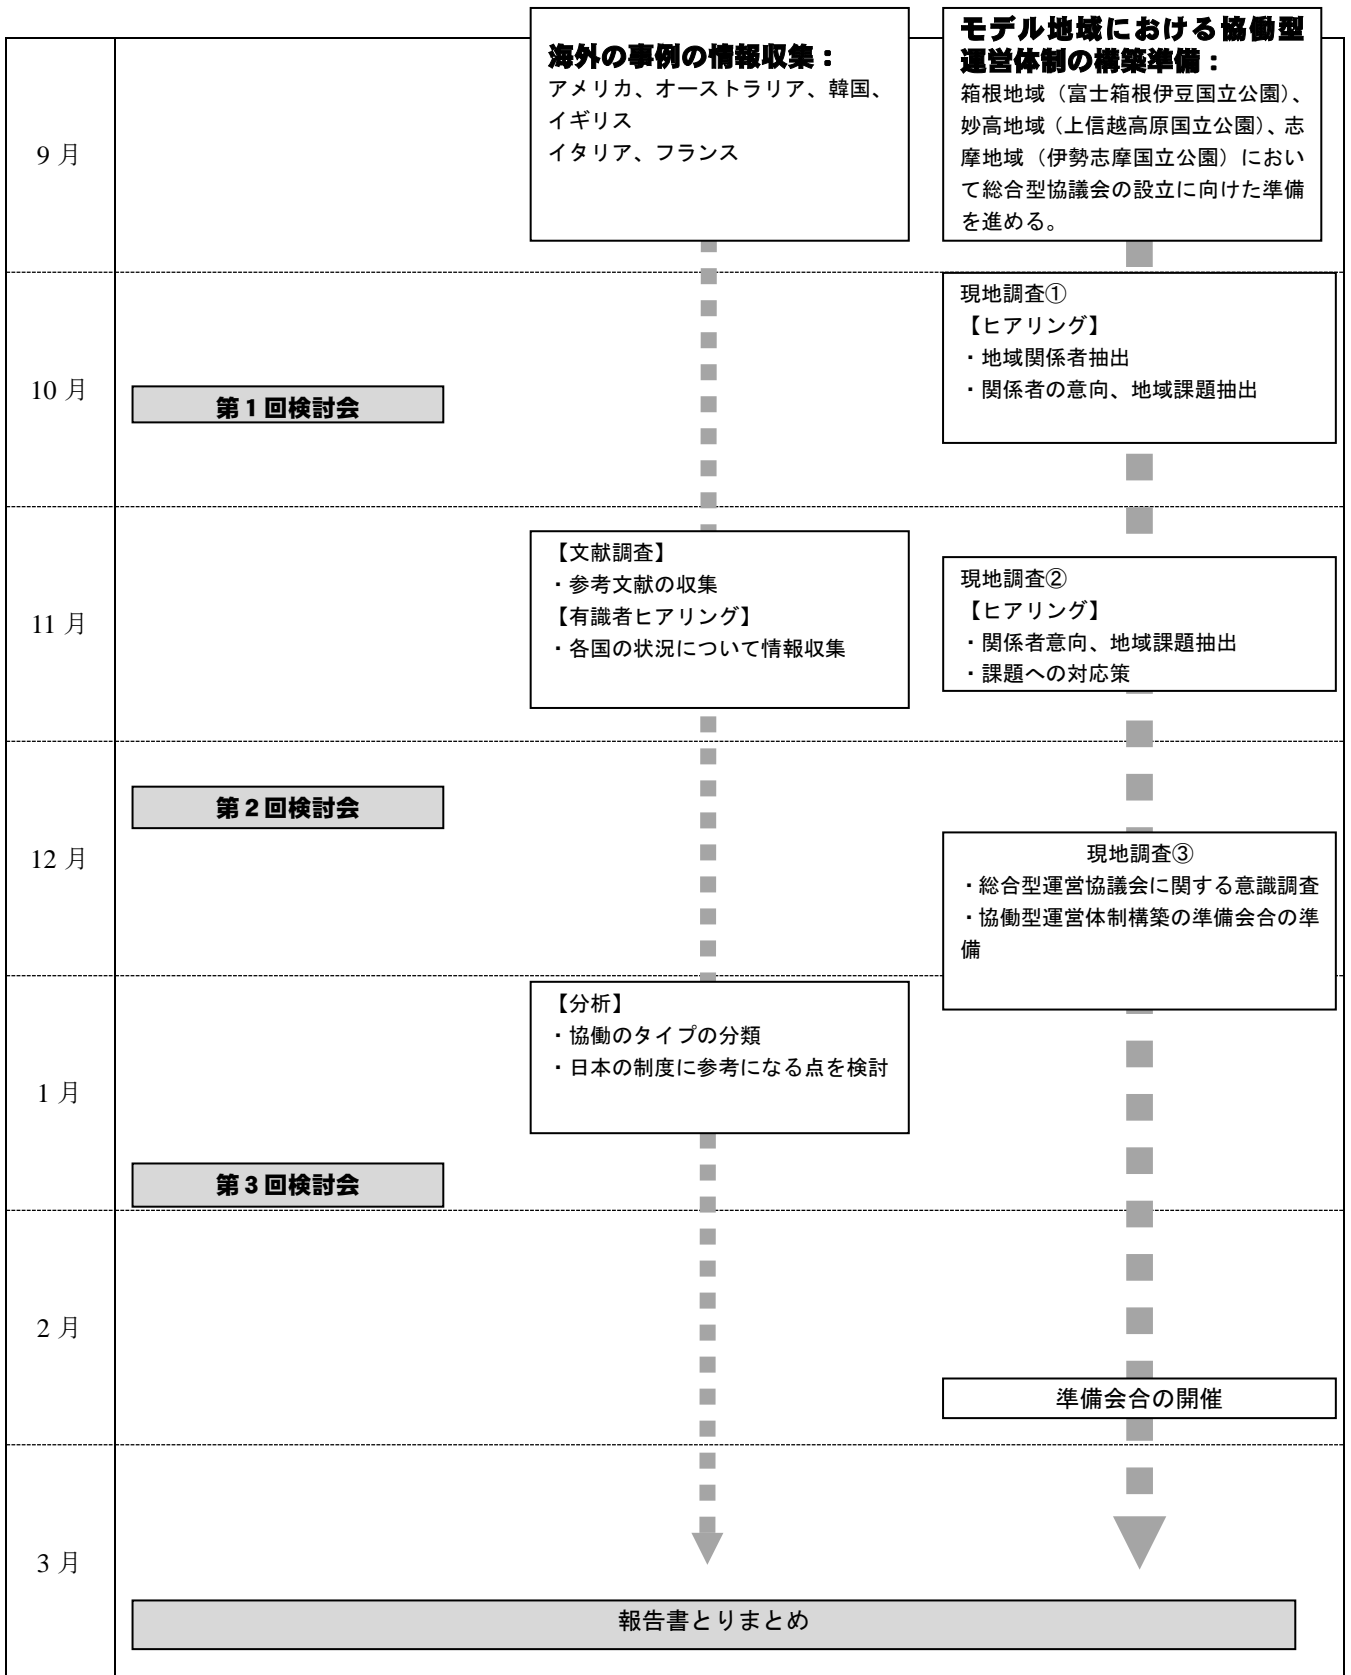 9 月
海外の事例の情報収集：
アメリカ、オーストラリア、韓国、
イギリス
イタリア、フランス
モデル地域における協働型
運営体制の構築準備：
箱根地域（富士箱根伊豆国立公園）、
妙高地域（上信越高原国立公園）、志
摩地域（伊勢志摩国立公園）におい
て総合型協議会の設立に向けた準備
を進める。
10 月
第１回検討会
現地調査①
【ヒアリング】
・地域関係者抽出
・関係者の意向、地域課題抽出
11 月
【文献調査】
・参考文献の収集
【有識者ヒアリング】
・各国の状況について情報収集
現地調査②
【ヒアリング】
・関係者意向、地域課題抽出
・課題への対応策
12 月
第２回検討会
現地調査③
・総合型運営協議会に関する意識調査
・協働型運営体制構築の準備会合の準
備
1 月
【分析】
・協働のタイプの分類
・日本の制度に参考になる点を検討
第３回検討会
2 月
準備会合の開催
3 月
報告書とりまとめ